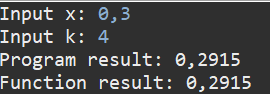 Input x: 0,3
Input k: 4
Program result: 0,2915
Function result: 0,2915